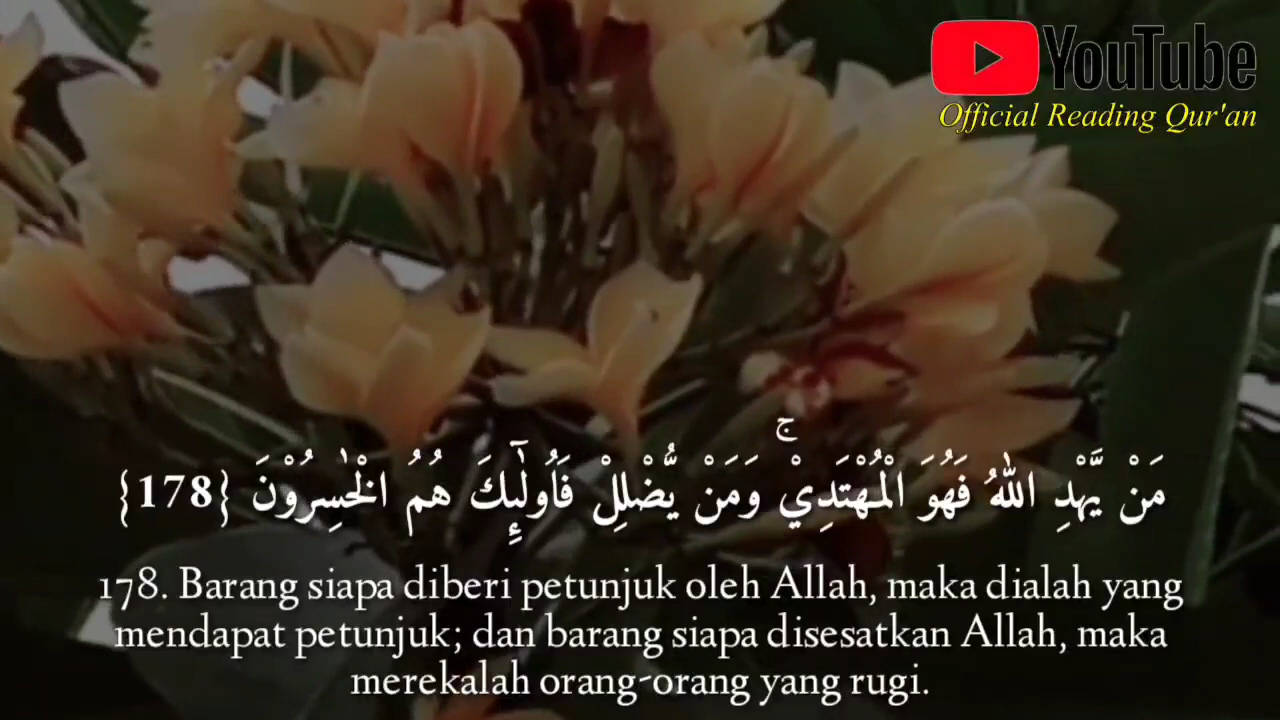 YouTube
Official Reading Qur'an
مَنْ يَّهْدِ اللّٰهُ فَهُوَ الْمُهْتَدِيْۚ وَمَنْ يُّضْلِلْ فَاُولٰۤىِٕكَ هُمُ الْخٰسِرُوْنَ {178}
178. Barang siapa diberi petunjuk oleh Allah, maka dialah yang
mendapat petunjuk; dan barang siapa disesatkan Allah, maka
merekalah orang-orang yang rugi.